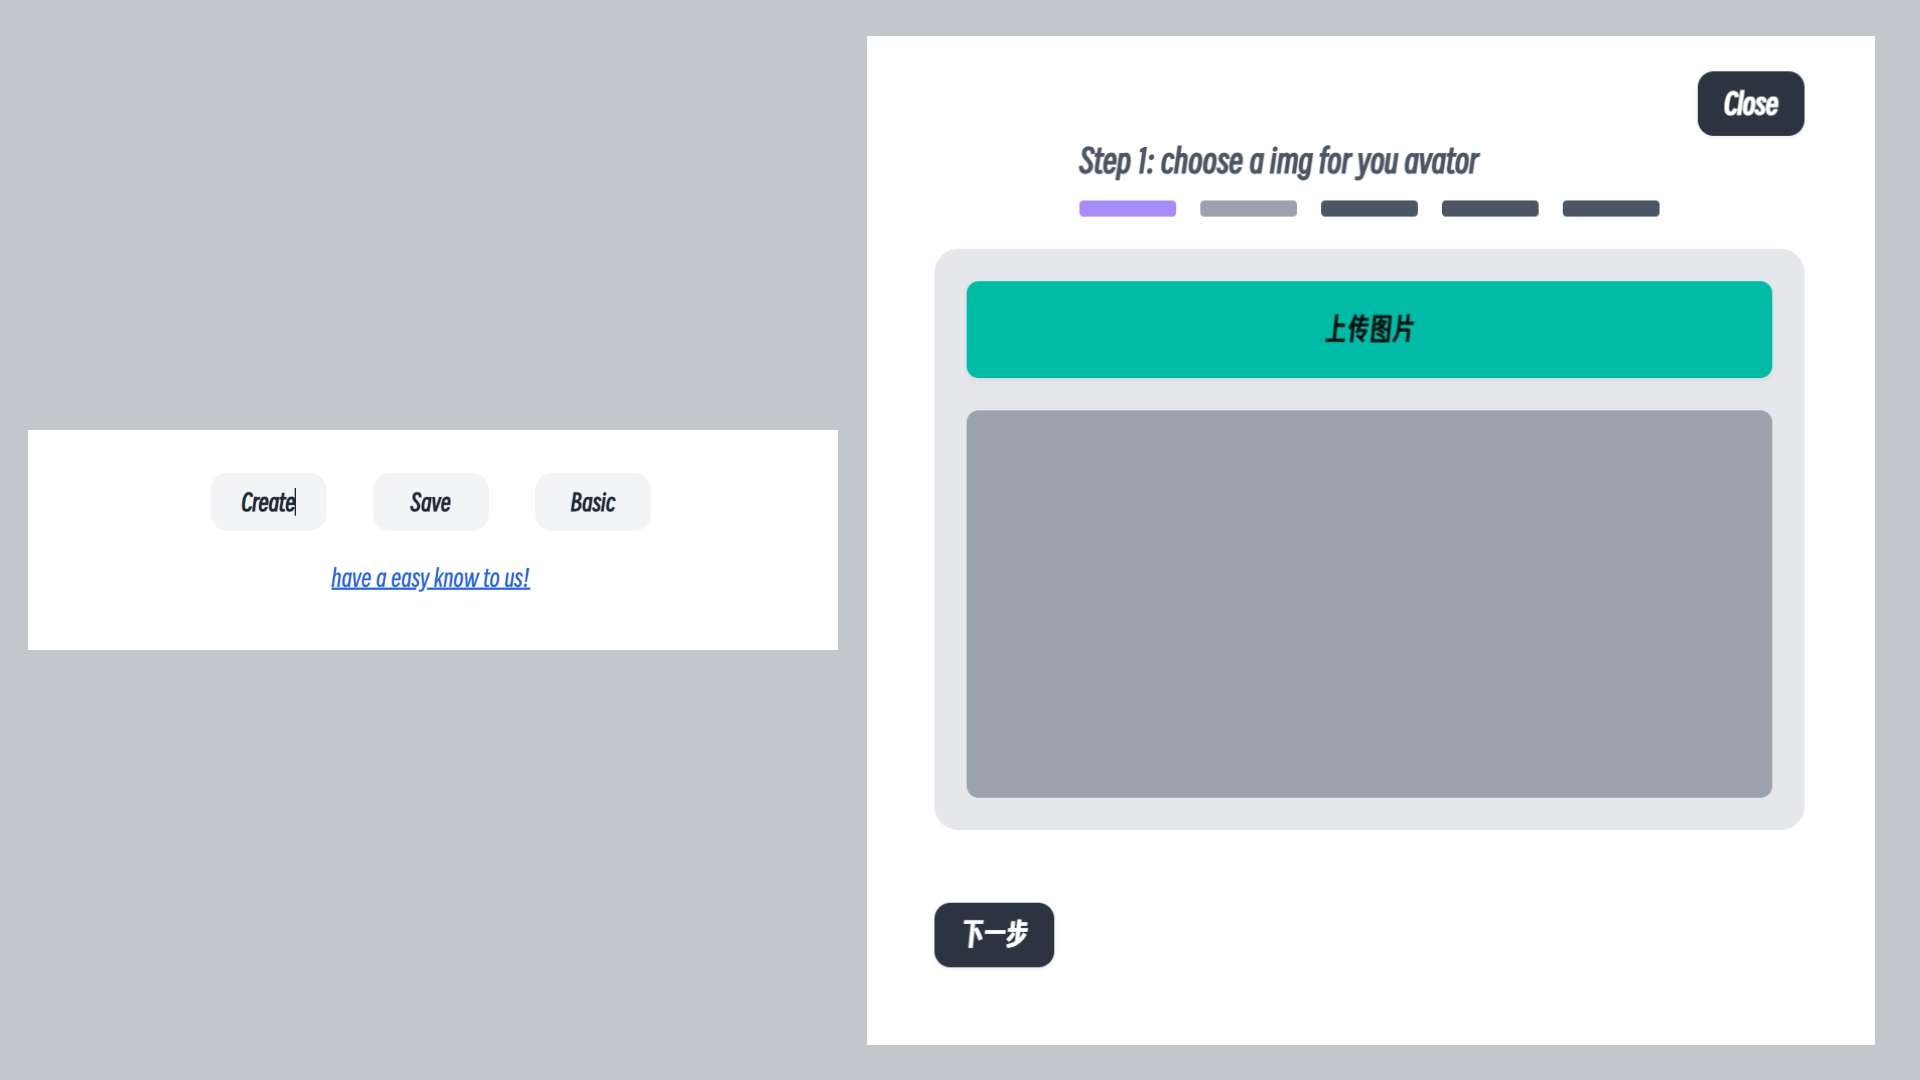 Create
Save
Basic
have a easy know to us!
Close
Step 1: choose a img for you avator
上传图片
下一步